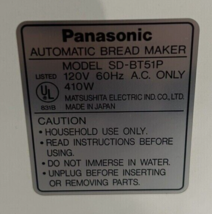 Panasonic
AUTOMATIC BREAD MAKER
MODEL SD-BT51P
120V 60Hz A.C. ONLY
410W
MATSUSHITA ELECTRIC IND CO. LTD.
MADE IN JAPAN
LISTED
UL
CAUTION
• HOUSEHOLD USE ONLY.
• READ INSTRUCTIONS BEFORE
USING.
• DO NOT IMMERSE IN WATER.
• UNPLUG BEFORE INSERTING
OR REMOVING PARTS.